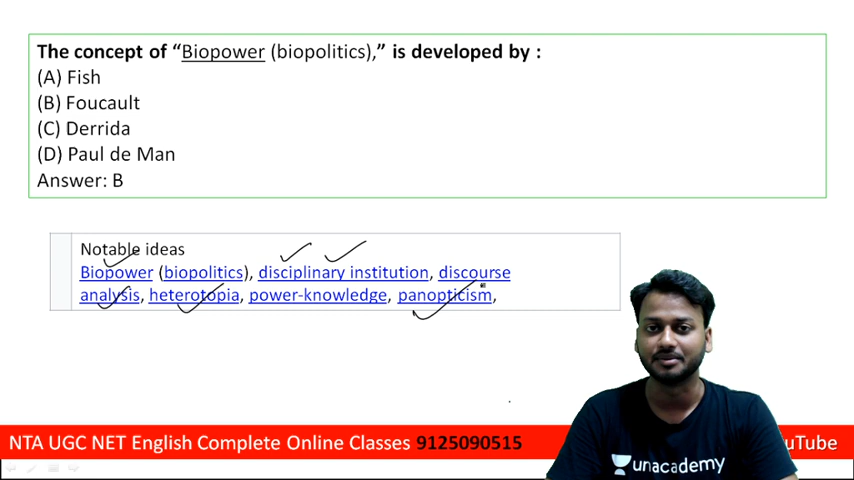 The concept of “Biopower (biopolitics),” is developed by :
(A) Fish
(B) Foucault
(C) Derrida
(D) Paul de Man
Answer: B
Notable ideas
Biopower (biopolitics), disciplinary institution, discourse
analysis, heterotopia, power-knowledge, panopticism,
NTA UGC NET English Complete Online Classes 9125090515
uTube
unacademy